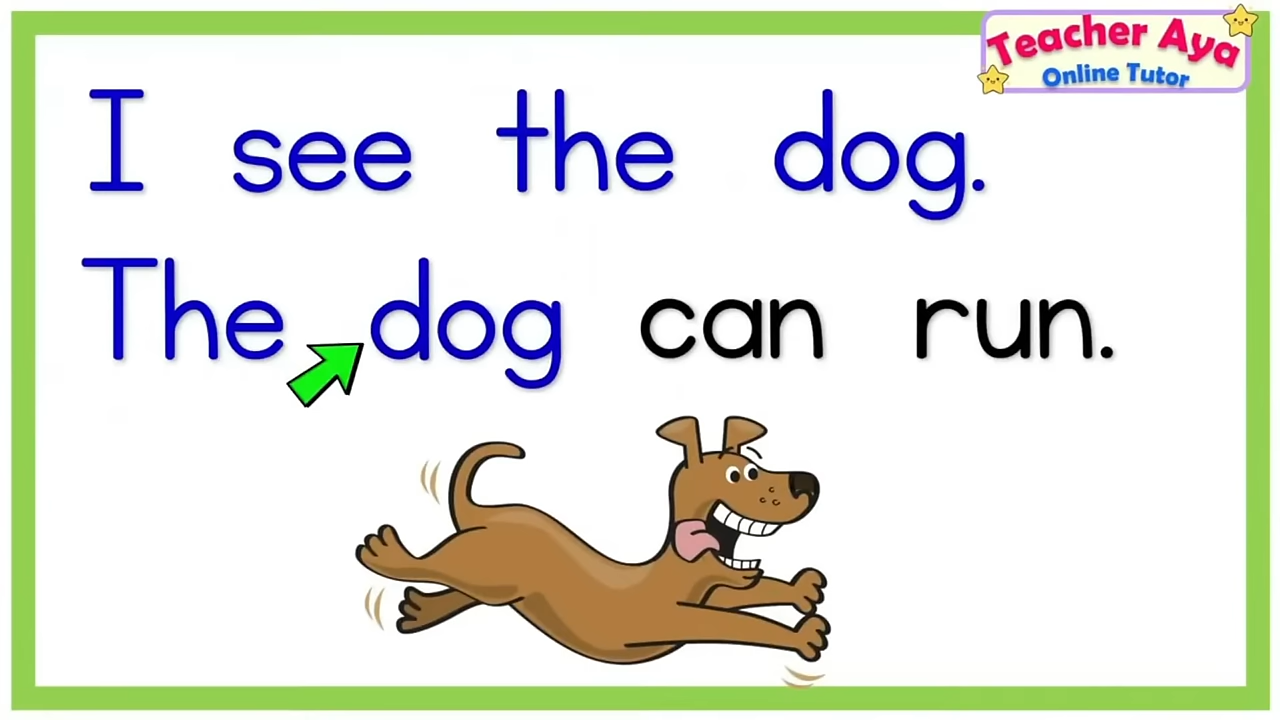 Teacher Aya
Online Tutor
I see the dog.
The dog can run.